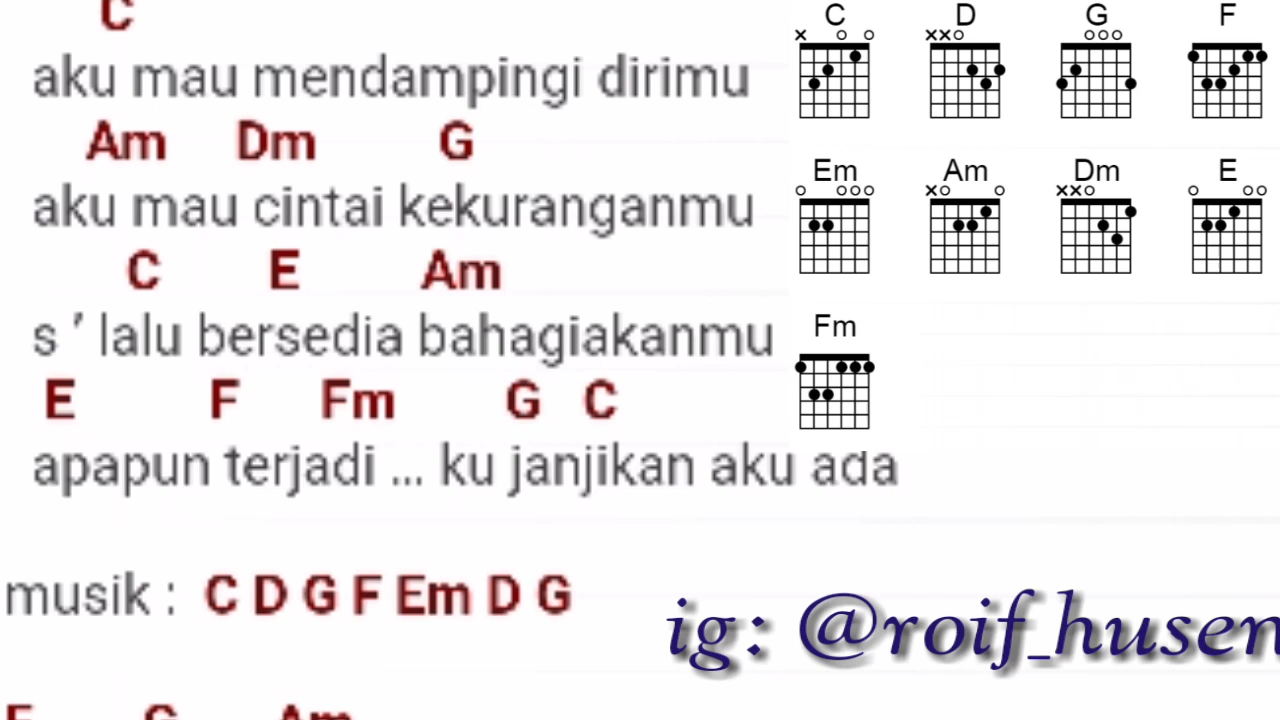 C
aku mau mendampingi dirimu
Am Dm G
aku mau cintai kekuranganmu
C E Am
s ’ lalu bersedia bahagiakanmu
E F Fm G C
apapun terjadi ... ku janjikan aku ada
musik : C D G F Em D G
F G Am
C D G F
Em Am Dm E
Fm
ig: @roif_husen